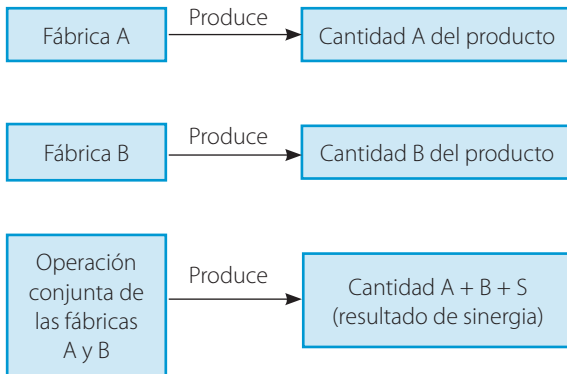 Produce
Fábrica A
Cantidad A del producto
Produce
Fábrica B
Cantidad B del producto
Operación
conjunta de
las fábricas
A y B
Produce
Cantidad A + B + S
(resultado de sinergia)